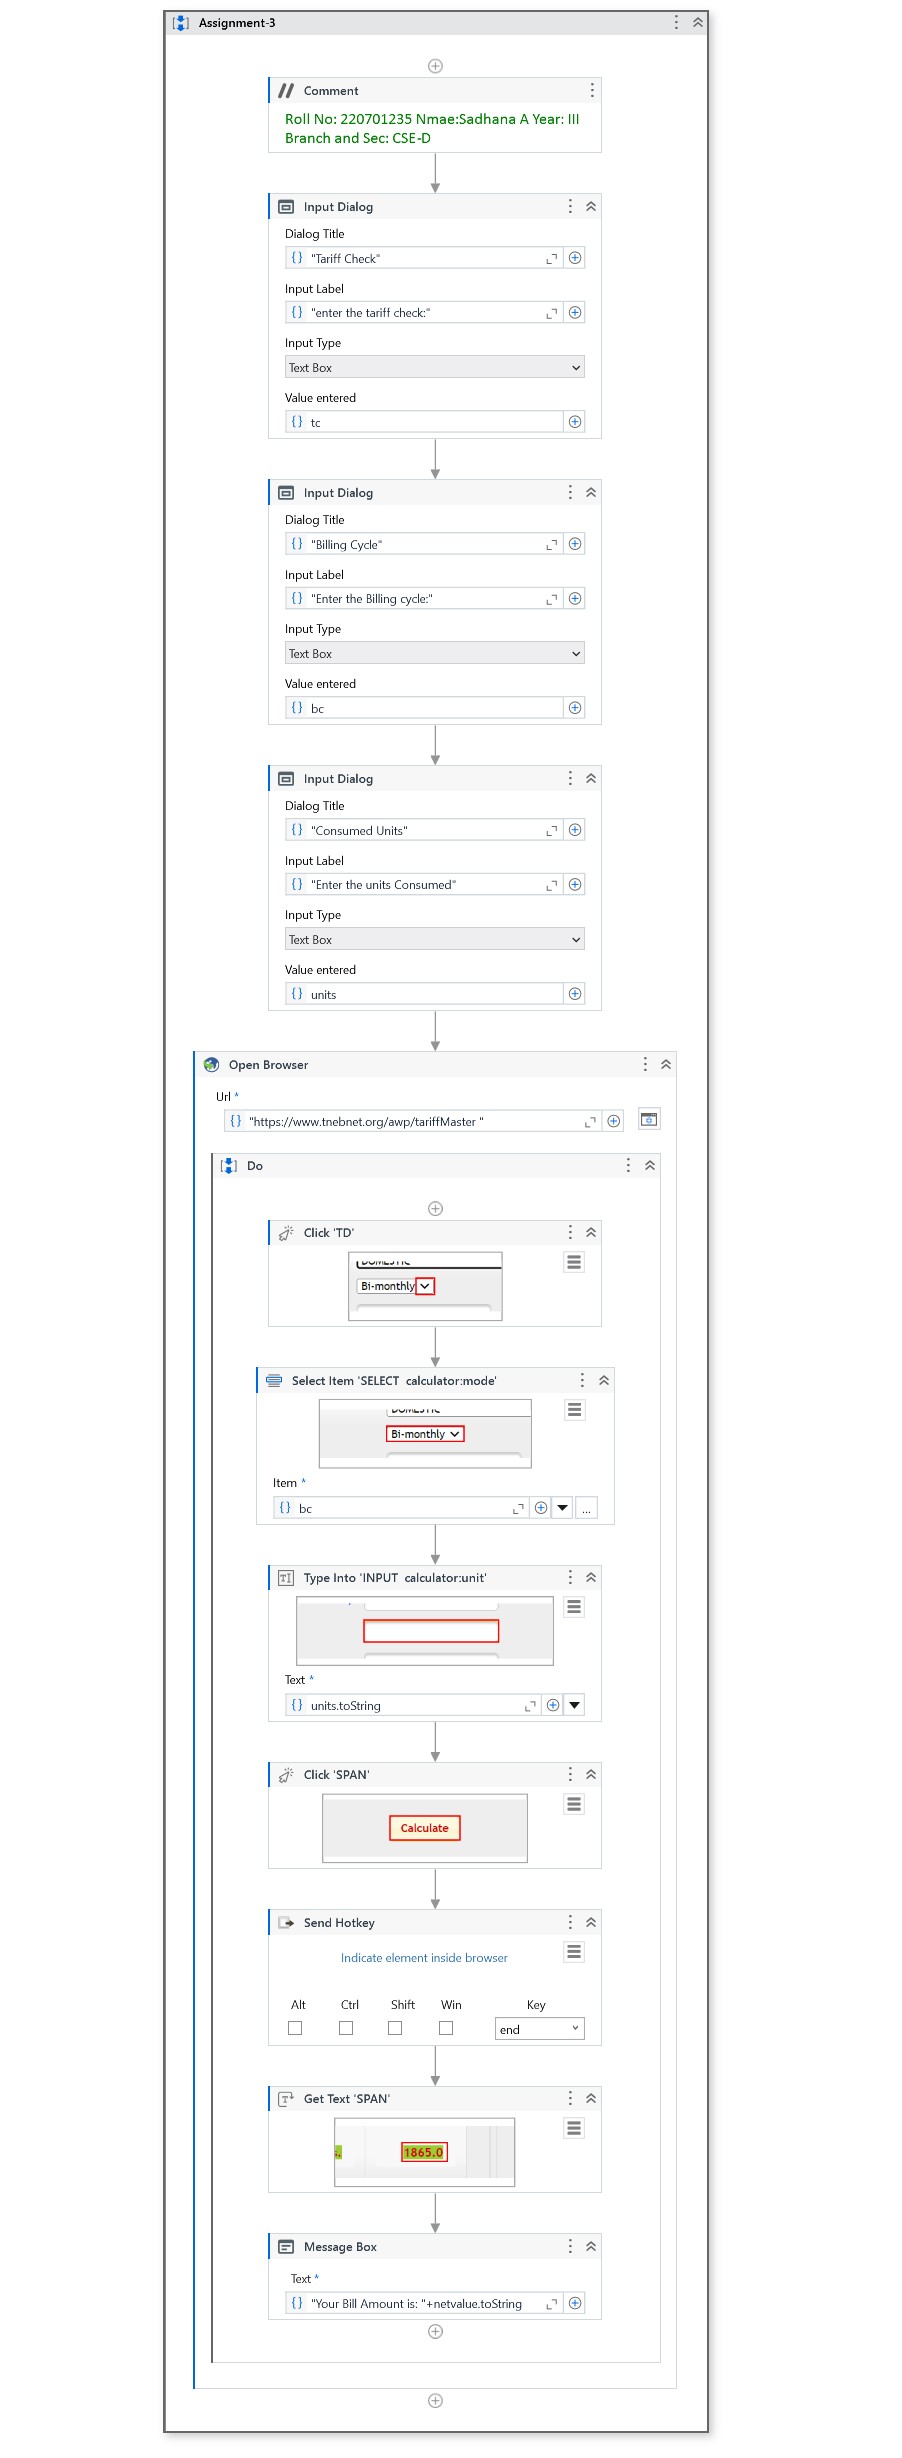 Assignment-3
Comment
Roll No: 220701235 Nmae:Sadhana A Year: III
Branch and Sec: CSE-D
Input Dialog
Dialog Title
"Tariff Check"
Input Label
"enter the tariff check:"
Input Type
Text Box
Value entered
tc
Input Dialog
Dialog Title
"Billing Cycle"
Input Label
"Enter the Billing cycle:"
Input Type
Text Box
Value entered
bc
Input Dialog
Dialog Title
"Consumed Units"
Input Label
"Enter the units Consumed"
Input Type
Text Box
Value entered
units
Open Browser
Url *
"https://www.tnebnet.org/awp/tariffMaster "
Do
Click 'TD'
DOMESTIC
Bi-monthly
Select Item 'SELECT calculator:mode'
DOMESTIC
Bi-monthly
Item *
bc
...
Type Into 'INPUT calculator:unit'
Text *
units.toString
Click 'SPAN'
Calculate
Send Hotkey
Indicate element inside browser
Alt Ctrl Shift Win Key
end
Get Text 'SPAN'
1865.0
Message Box
Text *
"Your Bill Amount is: "+netvalue.toString